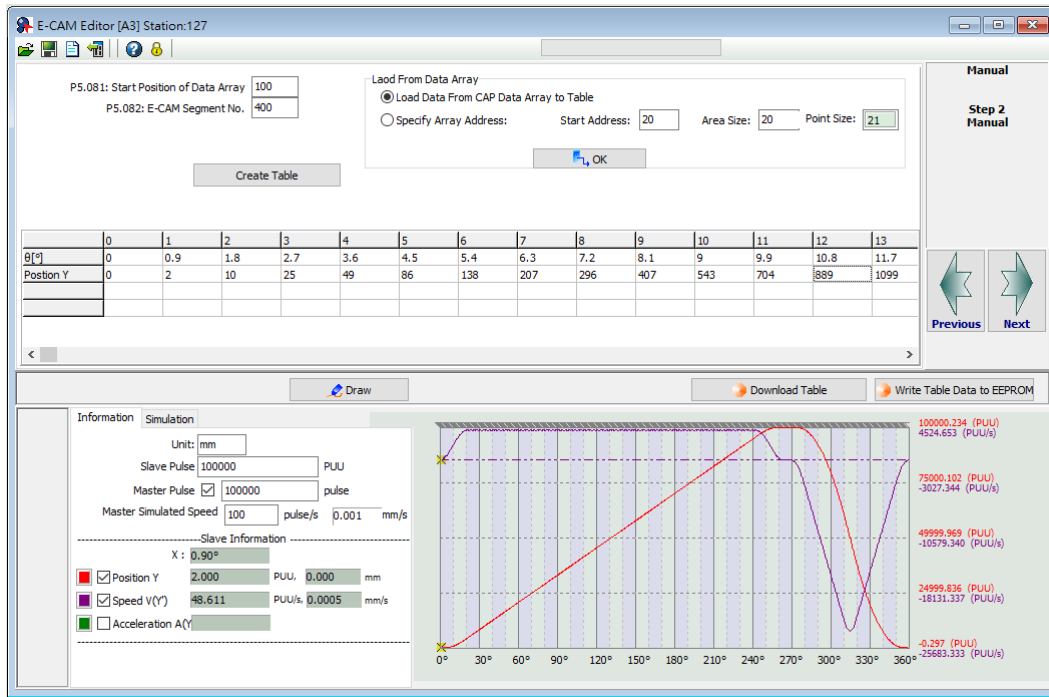 E-CAM Editor [A3] Station:127
P5.081: Start Position of Data Array 100
P5.082: E-CAM Segment No. 400
Create Table
Laod From Data Array
Load Data From CAP Data Array to Table
Specify Array Address: Start Address: 20 Area Size: 20 Point Size: 21
OK
Manual
Step 2
Manual
Previous Next
0 1 2 3 4 5 6 7 8 9 10 11 12 13
θ[º] 0 0.9 1.8 2.7 3.6 4.5 5.4 6.3 7.2 8.1 9 9.9 10.8 11.7
Postion Y 0 2 10 25 49 86 138 207 296 407 543 704 889 1099
Draw Download Table Write Table Data to EEPROM
Information Simulation
Unit: mm
Slave Pulse 100000 PUU
Master Pulse 100000 pulse
Master Simulated Speed 100 pulse/s 0.001 mm/s
Slave Information
X : 0.90°
Position Y 2.000 PUU, 0.000 mm
Speed V(Y') 48.611 PUU/s, 0.0005 mm/s
Acceleration A(Y
100000.234 (PUU)
4524.653 (PUU/s)
75000.102 (PUU)
-3027.344 (PUU/s)
49999.969 (PUU)
-10579.340 (PUU/s)
24999.836 (PUU)
-18131.337 (PUU/s)
-0.297 (PUU)
-25683.333 (PUU/s)
0° 30° 60° 90° 120° 150° 180° 210° 240° 270° 300° 330° 360°